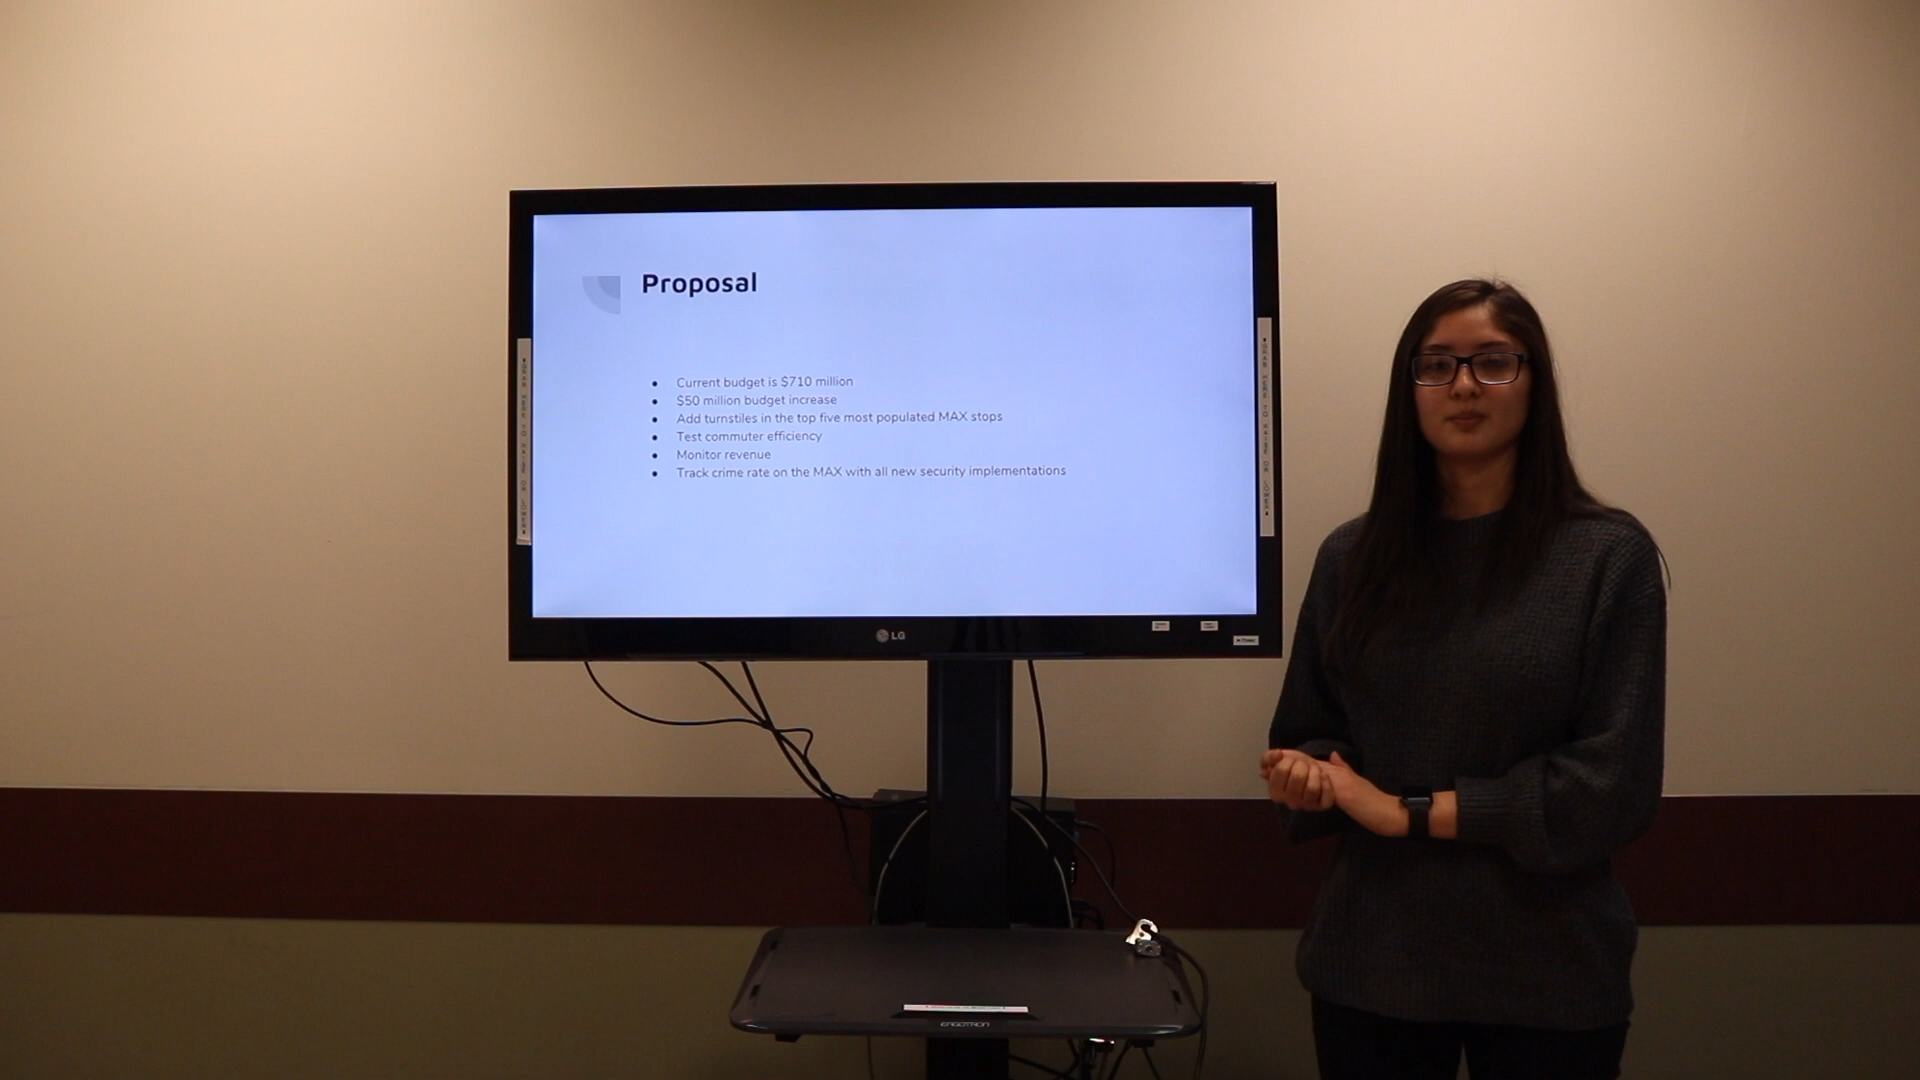 Proposal
● Current budget is $710 million
● $50 million budget increase
● Add turnstiles in the top five most populated MAX stops
● Test commuter efficiency
● Monitor revenue
● Track crime rate on the MAX with all new security implementations
LG
ERGOTRON